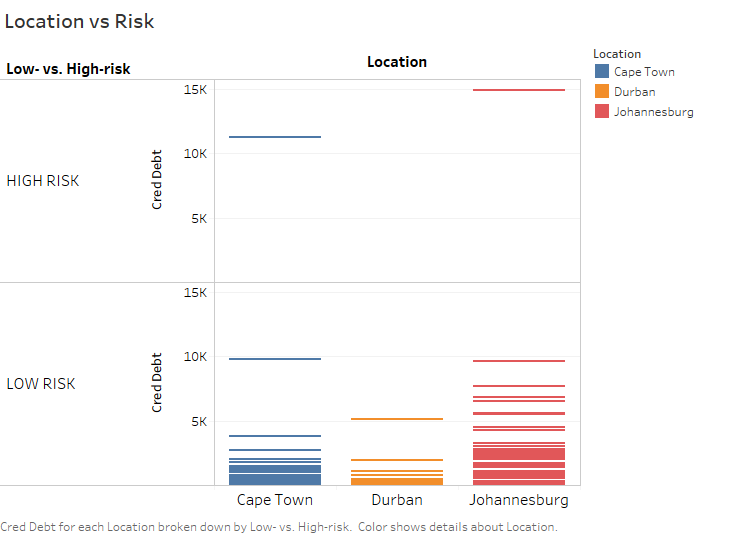 Location vs Risk
Low- vs. High-risk
Location
Location
Cape Town
Durban
Johannesburg
HIGH RISK
Cred Debt
15K
10K
5K
LOW RISK
Cred Debt
15K
10K
5K
Cape Town
Durban
Johannesburg
Cred Debt for each Location broken down by Low- vs. High-risk. Color shows details about Location.